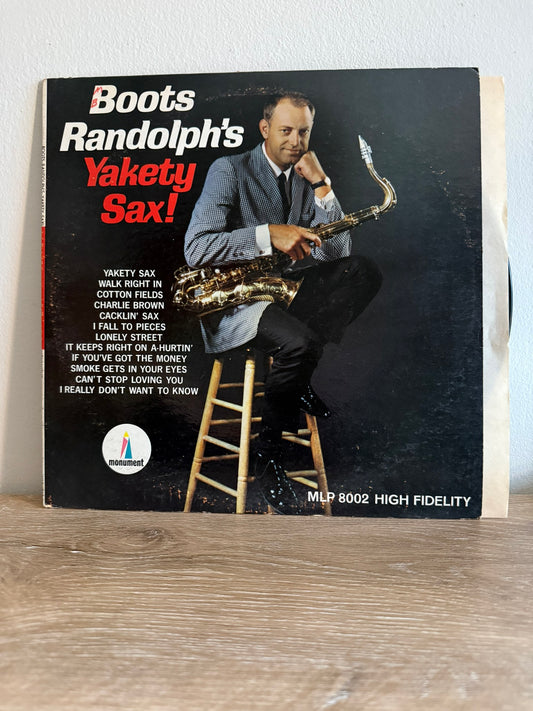 Boots
Randolph's
Yakety
Sax!
YAKETY SAX
WALK RIGHT IN
COTTON FIELDS
CHARLIE BROWN
CACKLIN' SAX
I FALL TO PIECES
LONELY STREET
IT KEEPS RIGHT ON A-HURTIN'
IF YOU'VE GOT THE MONEY
SMOKE GETS IN YOUR EYES
CAN'T STOP LOVING YOU
I REALLY DON'T WANT TO KNOW
monument
MLP 8002 HIGH FIDELITY